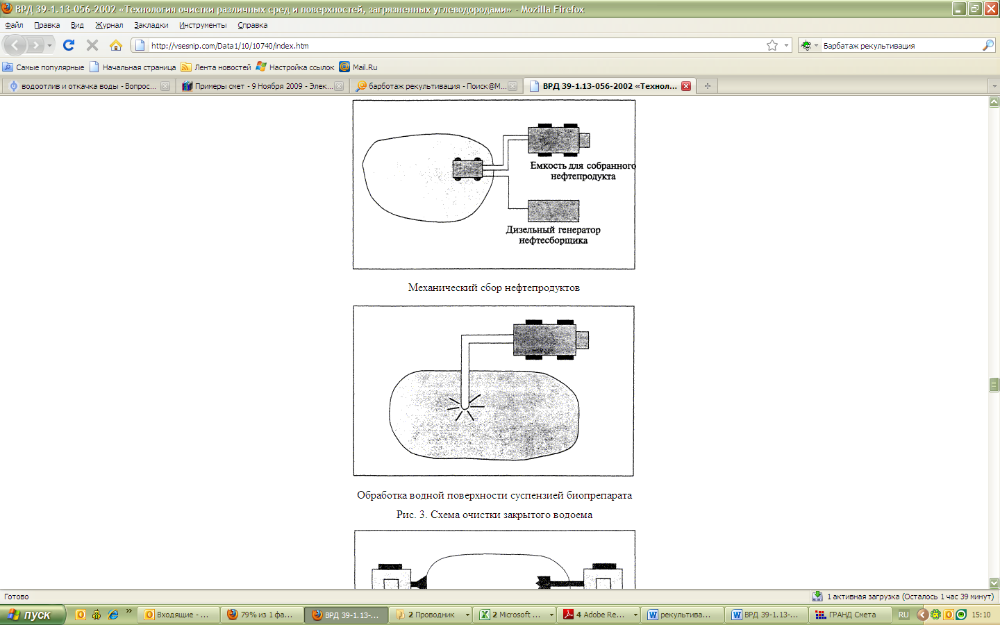 ВРД 39-1.13-056-2002 «Технология очистки различных сред и поверхностей, загрязненных углеводородами» - Mozilla Firefox
Файл Правка Вид Журнал Закладки Инструменты Справка
http://vsesnip.com/Data1/10/10740/index.htm Барбатаж рекультивация
Самые популярные Начальная страница Лента новостей Настройка ссылок Mail.Ru
водоотлив и откачка воды - Вопрос... Примеры смет - 9 Ноября 2009 - Элек... барботаж рекультивация - Поиск@M... ВРД 39-1.13-056-2002 «Технол...
Емкость для собранного
нефтепродукта
Дизельный генератор
нефтесборщика
Механический сбор нефтепродуктов
Обработка водной поверхности суспензией биопрепарата
Рис. 3. Схема очистки закрытого водоема
Готово 1 активная загрузка (Осталось 1 час 39 минут)
пуск Входящие - ... 79% из 1 фа... ВРД 39-1.13-... 2 Проводник 2 Microsoft ... 4 Adobe Re... рекультива... ВРД 39-1.13-... ГРАНД Смета RU 15:10